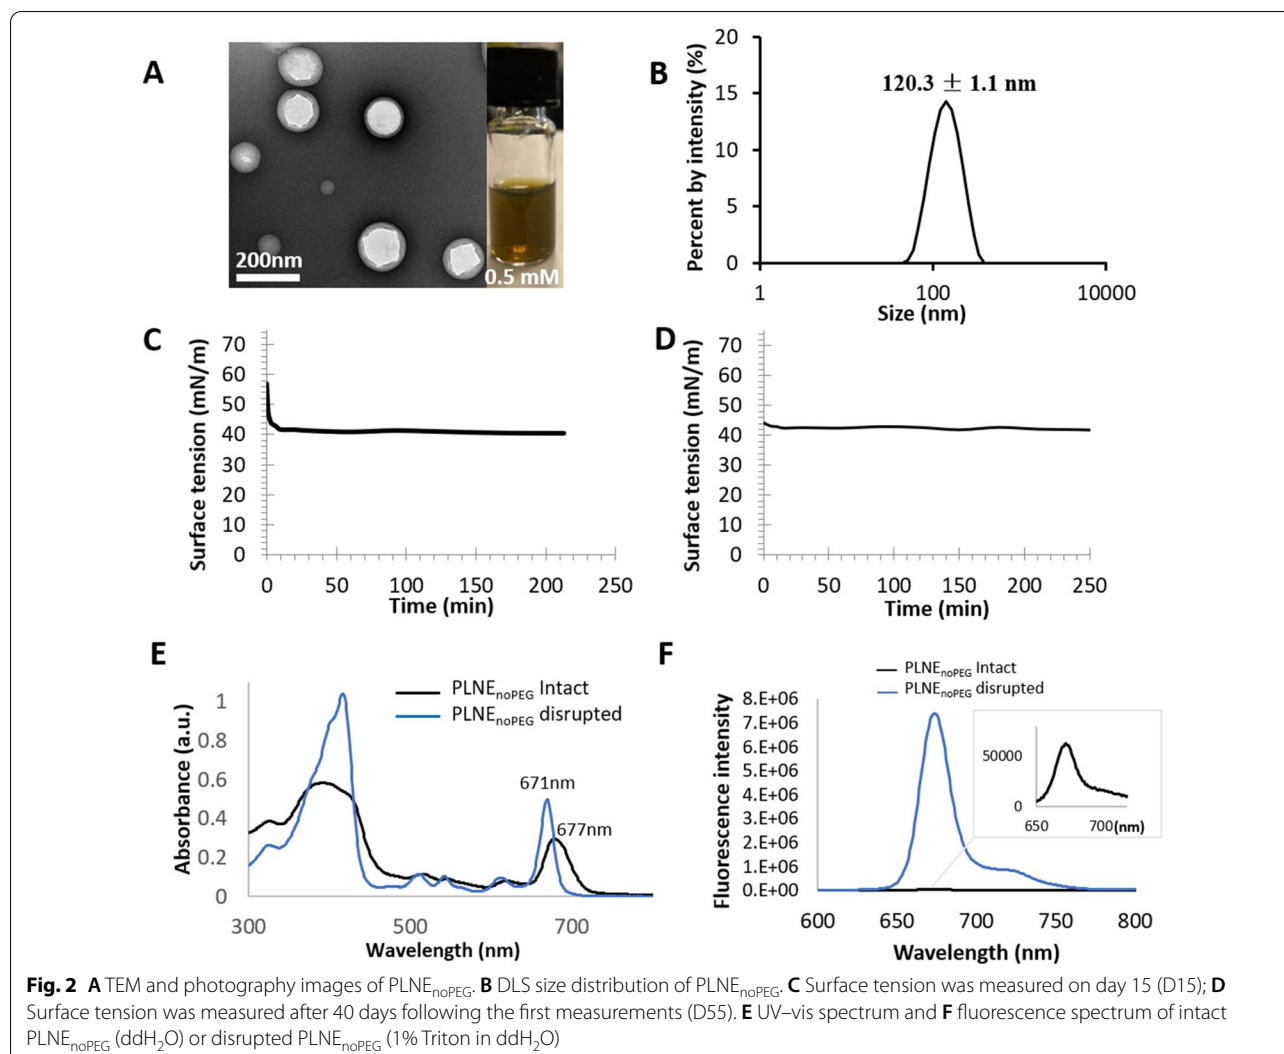 A
200nm
0.5 mM
B
120.3 ± 1.1 nm
Percent by intensity (%)
20
15
10
5
0
1
100
10000
Size (nm)
C
Surface tension (mN/m)
70
60
50
40
30
20
10
0
0 50 100 150 200 250
Time (min)
D
Surface tension (mN/m)
70
60
50
40
30
20
10
0
0 50 100 150 200 250
Time (min)
E
PLNEnoPEG Intact
PLNEnoPEG disrupted
Absorbance (a.u.)
1
0.8
0.6
0.4
0.2
0
671nm
677nm
300 500 700
Wavelength (nm)
F
PLNEnoPEG Intact
PLNEnoPEG disrupted
Fluorescence intensity
8.E+06
7.E+06
6.E+06
5.E+06
4.E+06
3.E+06
2.E+06
1.E+06
0.E+00
50000
0
650 700(nm)
600 650 700 750 800
Wavelength (nm)
Fig. 2 A TEM and photography images of PLNEnoPEG. B DLS size distribution of PLNEnoPEG. C Surface tension was measured on day 15 (D15); D
Surface tension was measured after 40 days following the first measurements (D55). E UV–vis spectrum and F fluorescence spectrum of intact
PLNEnoPEG (ddH2O) or disrupted PLNEnoPEG (1% Triton in ddH2O)